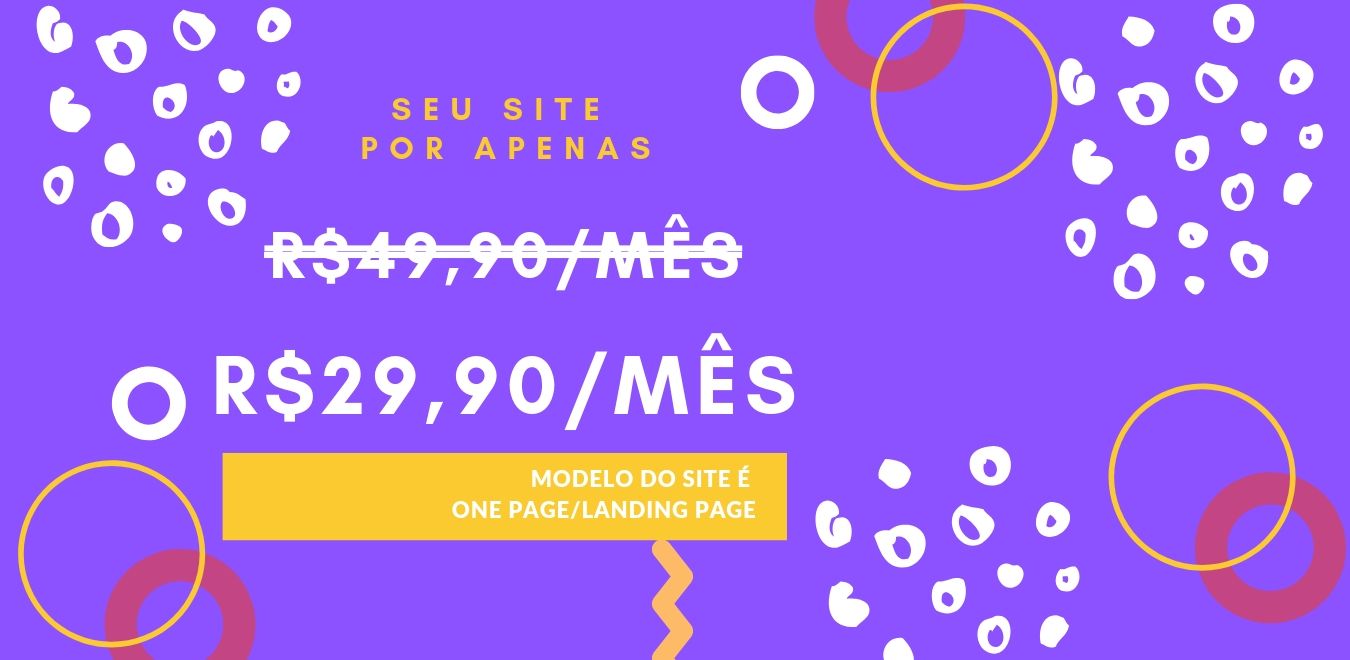 SEU SITE
POR APENAS
R$49,90/MÊS
R$29,90/MÊS
MODELO DO SITE É
ONE PAGE/LANDING PAGE